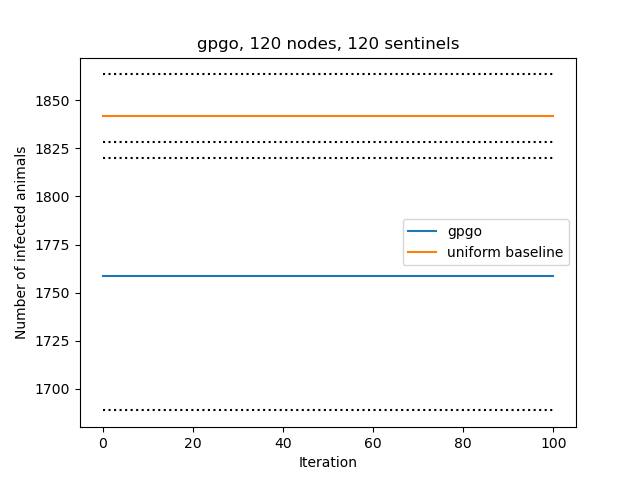 gpgo, 120 nodes, 120 sentinels
1850
1825
1800
1775
1750
1725
1700
Number of infected animals
gpgo
uniform baseline
0 20 40 60 80 100
Iteration